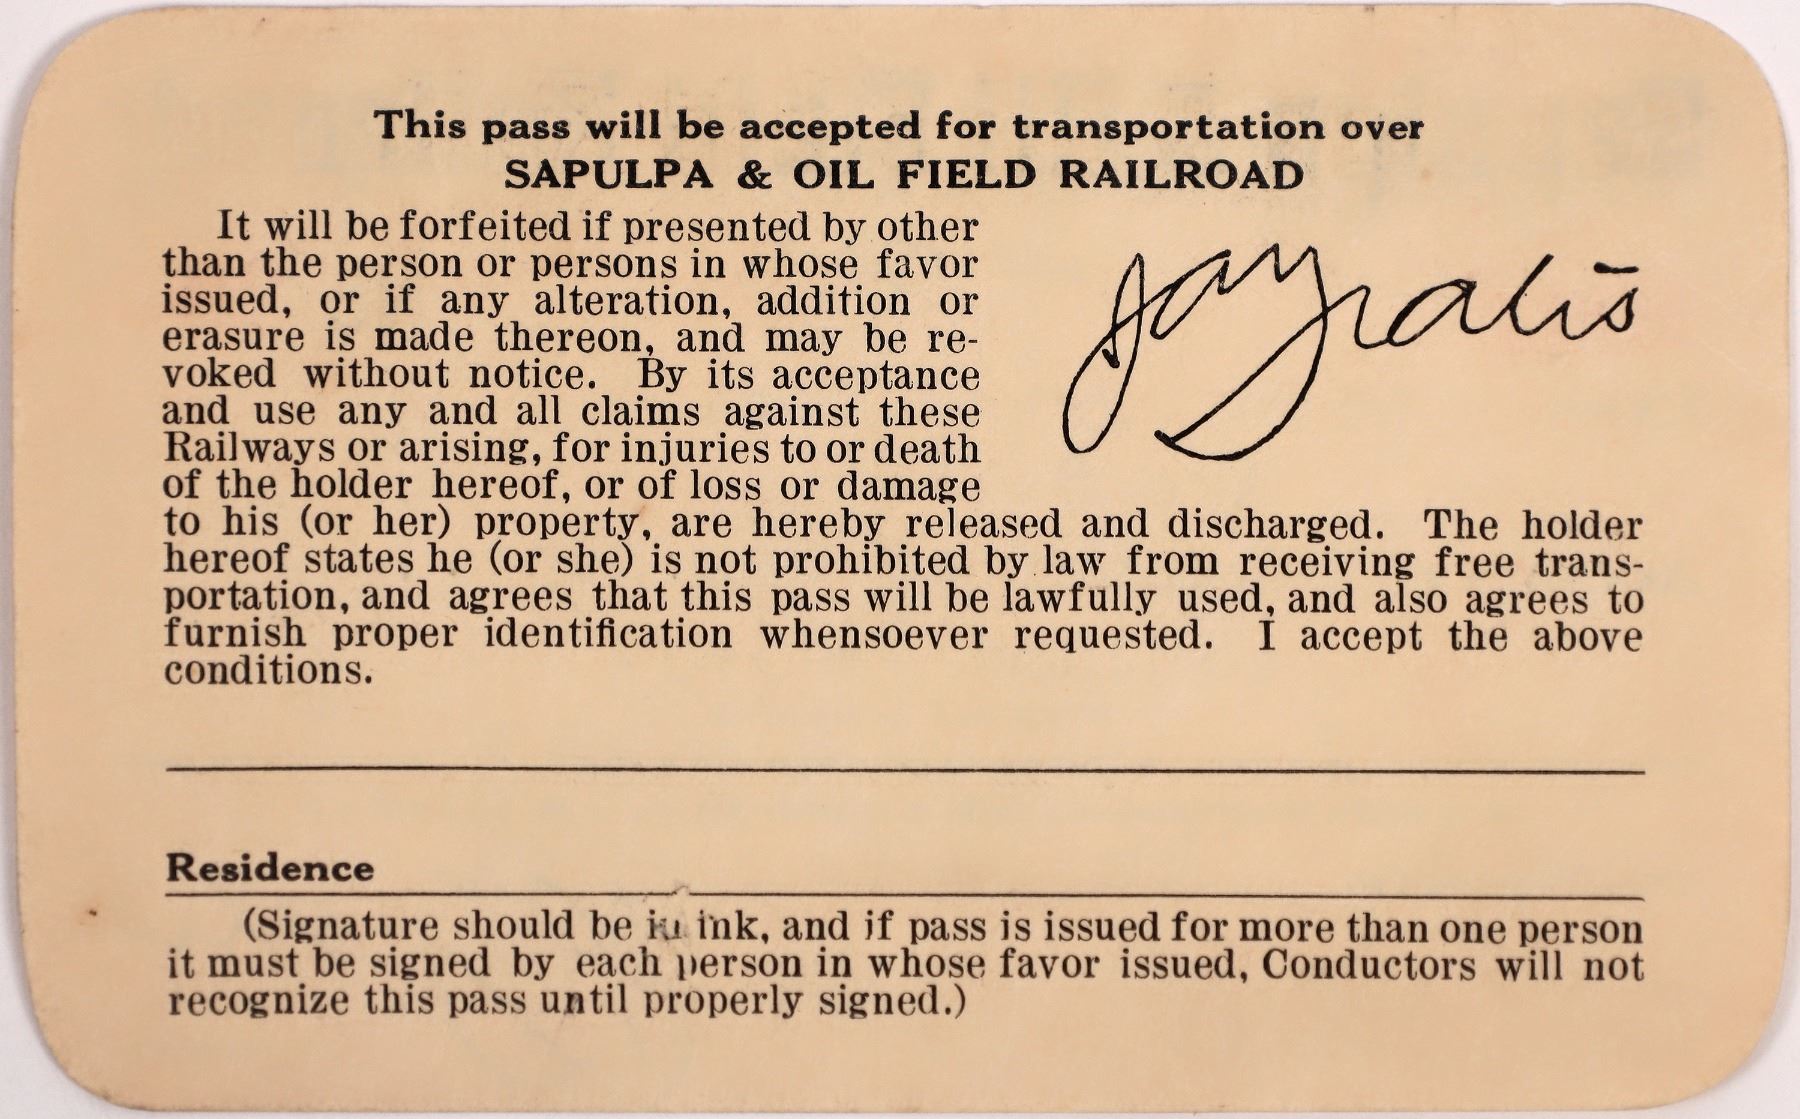 This pass will be accepted for transportation over
SAPULPA & OIL FIELD RAILROAD
It will be forfeited if presented by other
than the person or persons in whose favor
issued, or if any alteration, addition or
erasure is made thereon, and may be re-
voked without notice. By its acceptance
and use any and all claims against these
Railways or arising, for injuries to or death
of the holder hereof, or of loss or damage
to his (or her) property, are hereby released and discharged. The holder
hereof states he (or she) is not prohibited by law from receiving free trans-
portation, and agrees that this pass will be lawfully used, and also agrees to
furnish proper identification whensoever requested. I accept the above
conditions.
Residence
(Signature should be in ink, and if pass is issued for more than one person
it must be signed by each person in whose favor issued, Conductors will not
recognize this pass until properly signed.)